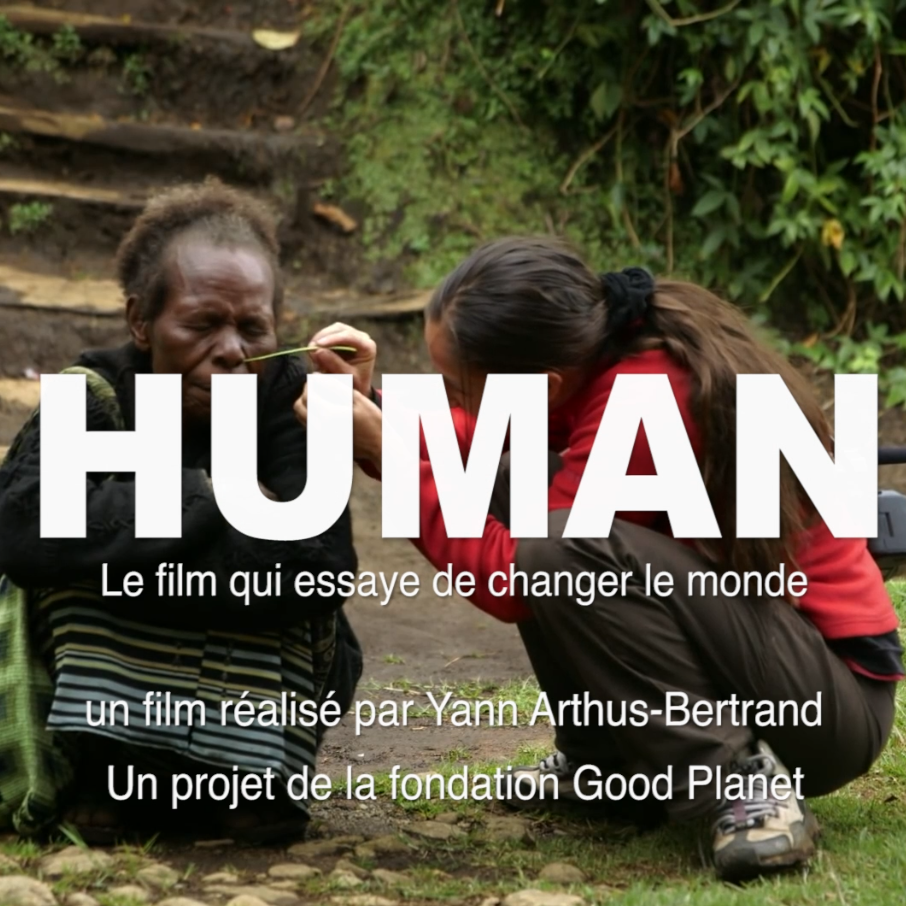 HUMAN
Le film qui essaye de changer le monde
un film réalisé par Yann Arthus-Bertrand
Un projet de la fondation Good Planet